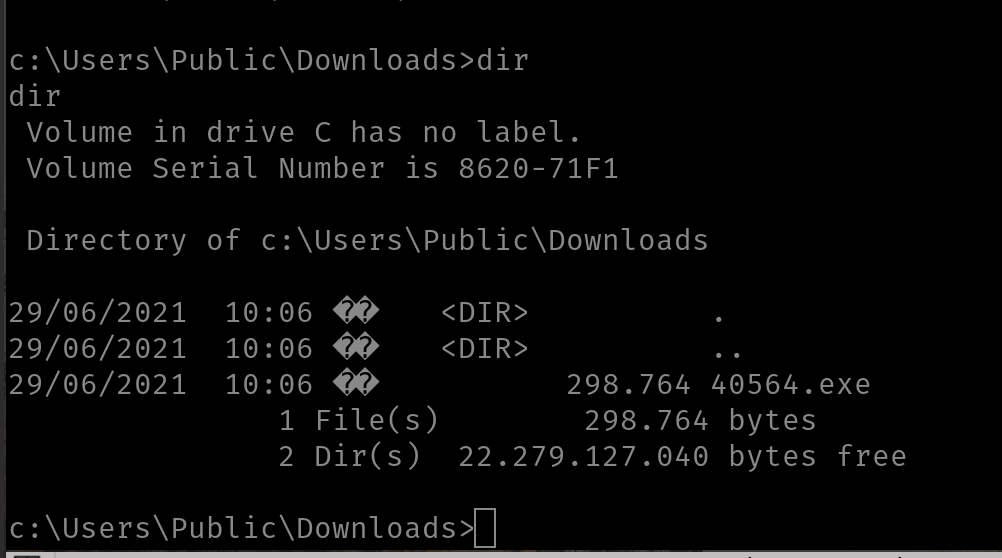 c:\Users\Public\Downloads>dir
dir
 Volume in drive C has no label.
 Volume Serial Number is 8620-71F1
 Directory of c:\Users\Public\Downloads
29/06/2021  10:06 ��    <DIR>          .
29/06/2021  10:06 ��    <DIR>          ..
29/06/2021  10:06 ��           298.764 40564.exe
               1 File(s)        298.764 bytes
               2 Dir(s)  22.279.127.040 bytes free
c:\Users\Public\Downloads>